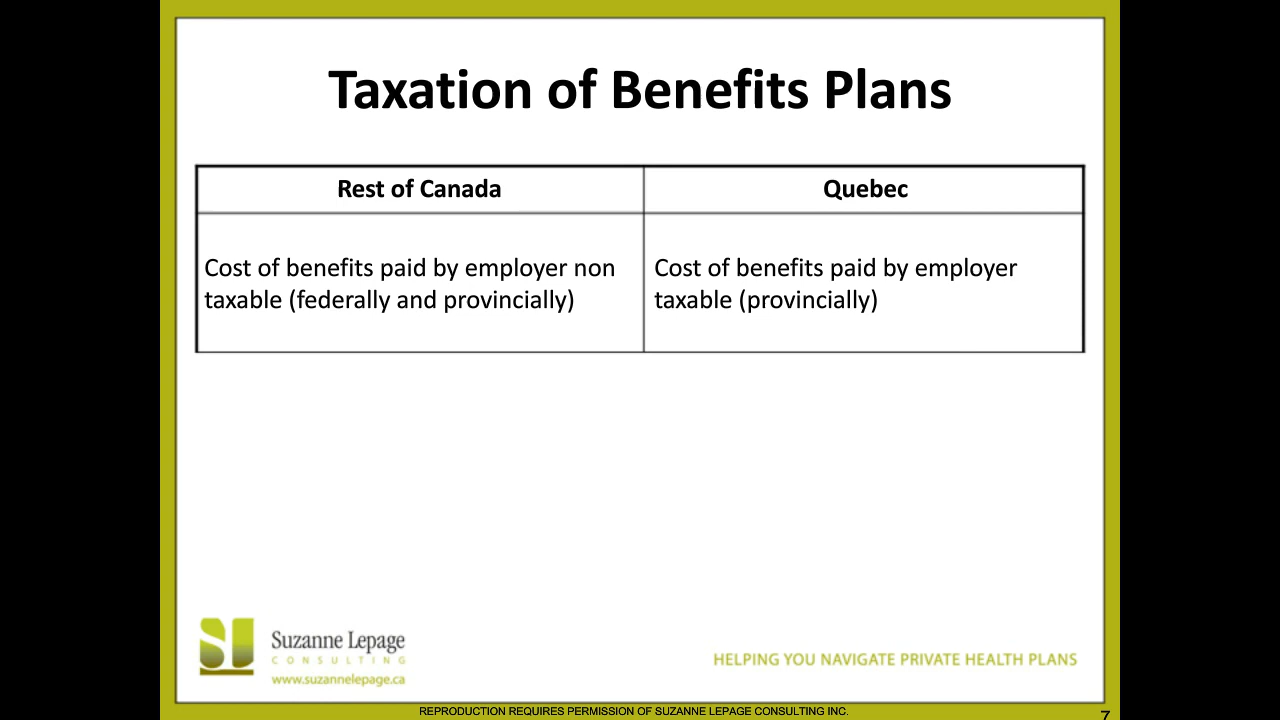 Taxation of Benefits Plans
Rest of Canada
Quebec
Cost of benefits paid by employer non
taxable (federally and provincially)
Cost of benefits paid by employer
taxable (provincially)
SL
Suzanne Lepage
CONSULTING
www.suzannelepage.ca
HELPING YOU NAVIGATE PRIVATE HEALTH PLANS
REPRODUCTION REQUIRES PERMISSION OF SUZANNE LEPAGE CONSULTING INC.
7